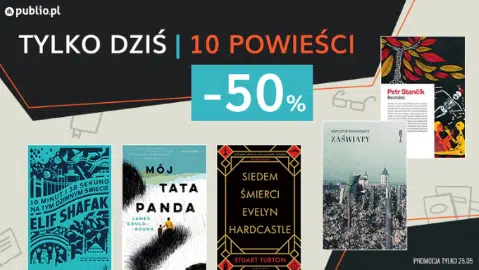 publio.pl
TYLKO DZIŚ | 10 POWIEŚCI
-50%
Petr Stančík
ZAŚWIATY
10 MINUT I 38 SEKUND
NA TYM DZIWNYM ŚWIECIE
ELIF SHAFAK
MÓJ
TATA
PANDA
JAMES
GOULD-
BOURN
SIEDEM
ŚMIERCI
EVELYN
HARDCASTLE
STUART TURTON
PROMOCJA TYLKO 25.05